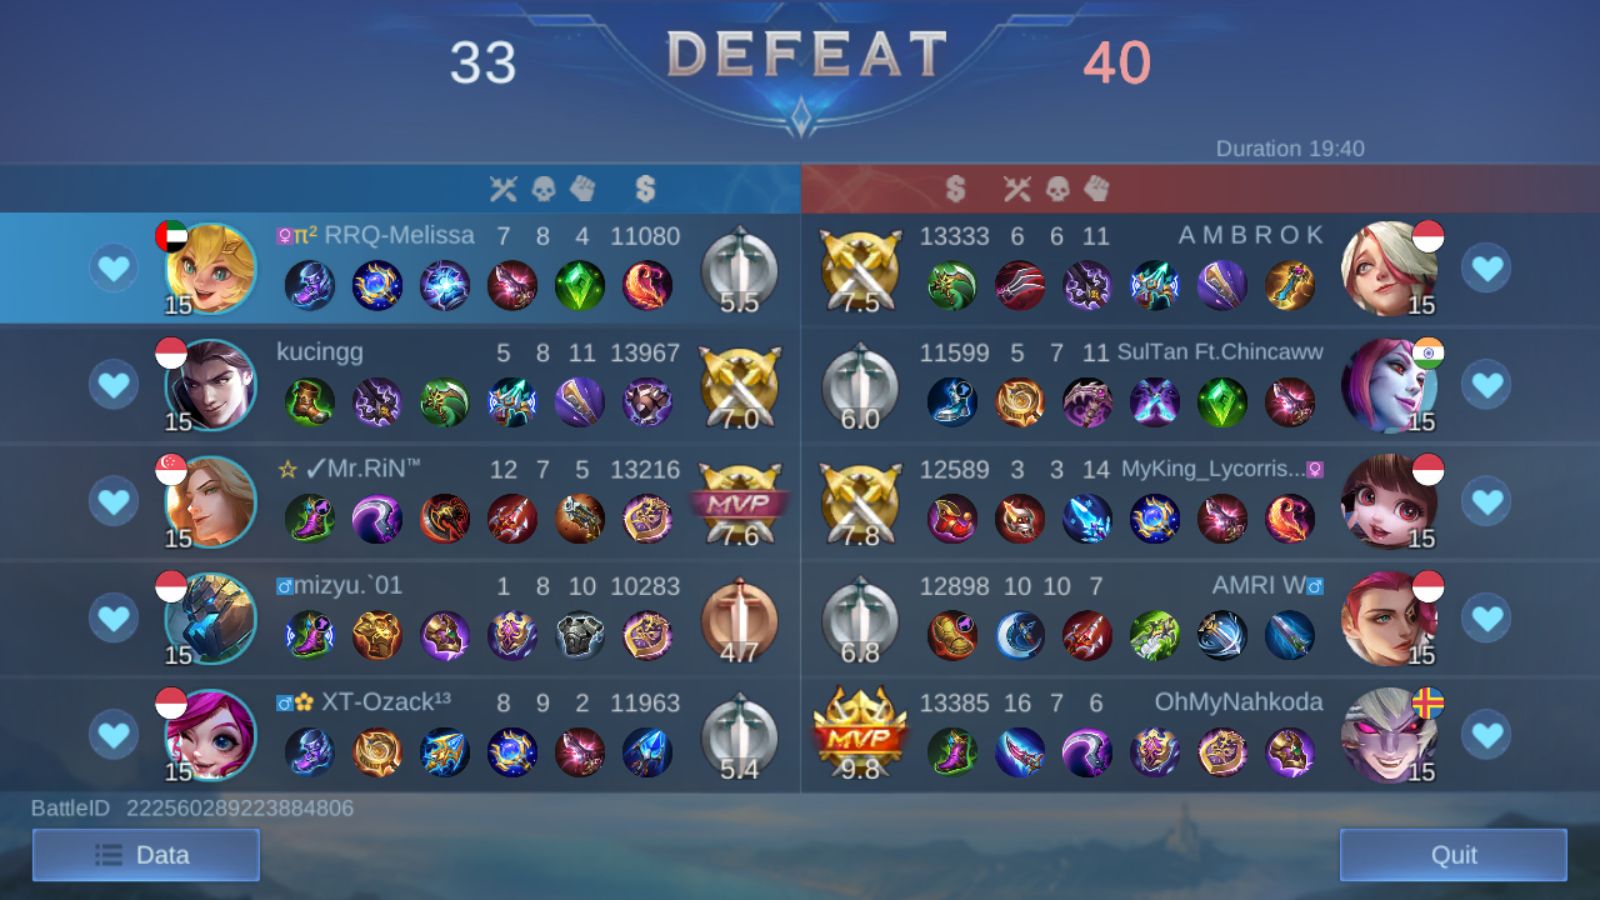 33 DEFEAT 40
Duration 19:40
♀π² RRQ-Melissa 7 8 4 11080
15 5.5
13333 6 6 11 A M B R O K
7.5 15
kucingg 5 8 11 13967
15 7.0
11599 5 7 11 SulTan Ft.Chincaww
6.0 15
☆ ✓Mr.RiN™ 12 7 5 13216
MVP
15 7.6
12589 3 3 14 MyKing_Lycorris...♀
7.8 15
♂mizyu.`01 1 8 10 10283
15 4.7
12898 10 10 7 AMRI W♂
6.8 15
♂✿ XT-Ozack¹³ 8 9 2 11963
15 5.4
13385 16 7 6 OhMyNahkoda
MVP
9.8 15
BattleID 222560289223884806
Data
Quit